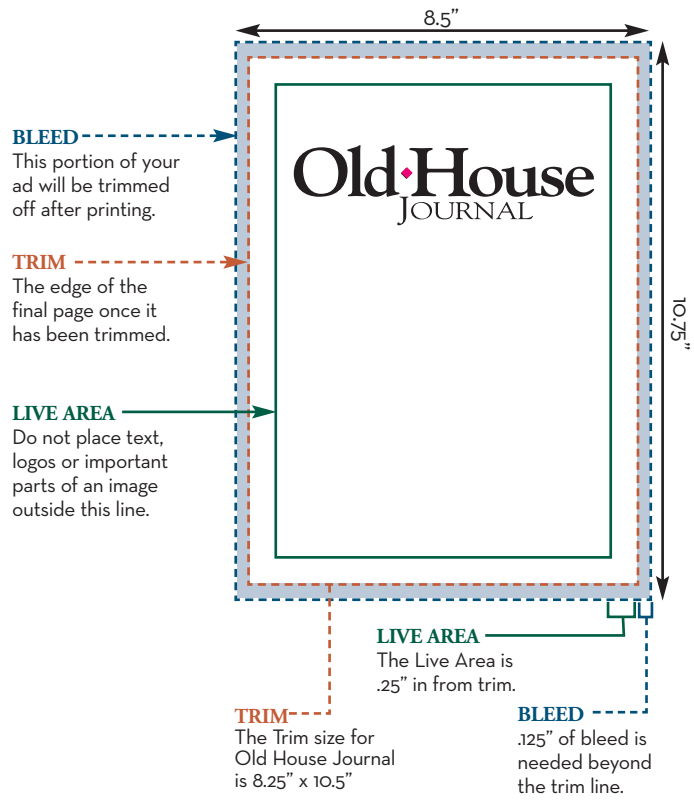 8.5”
BLEED
This portion of your
ad will be trimmed
off after printing.
TRIM
The edge of the
final page once it
has been trimmed.
LIVE AREA
Do not place text,
logos or important
parts of an image
outside this line.
Old House
JOURNAL
10.75”
LIVE AREA
The Live Area is
.25” in from trim.
TRIM
The Trim size for
Old House Journal
is 8.25” x 10.5”
BLEED
.125” of bleed is
needed beyond
the trim line.